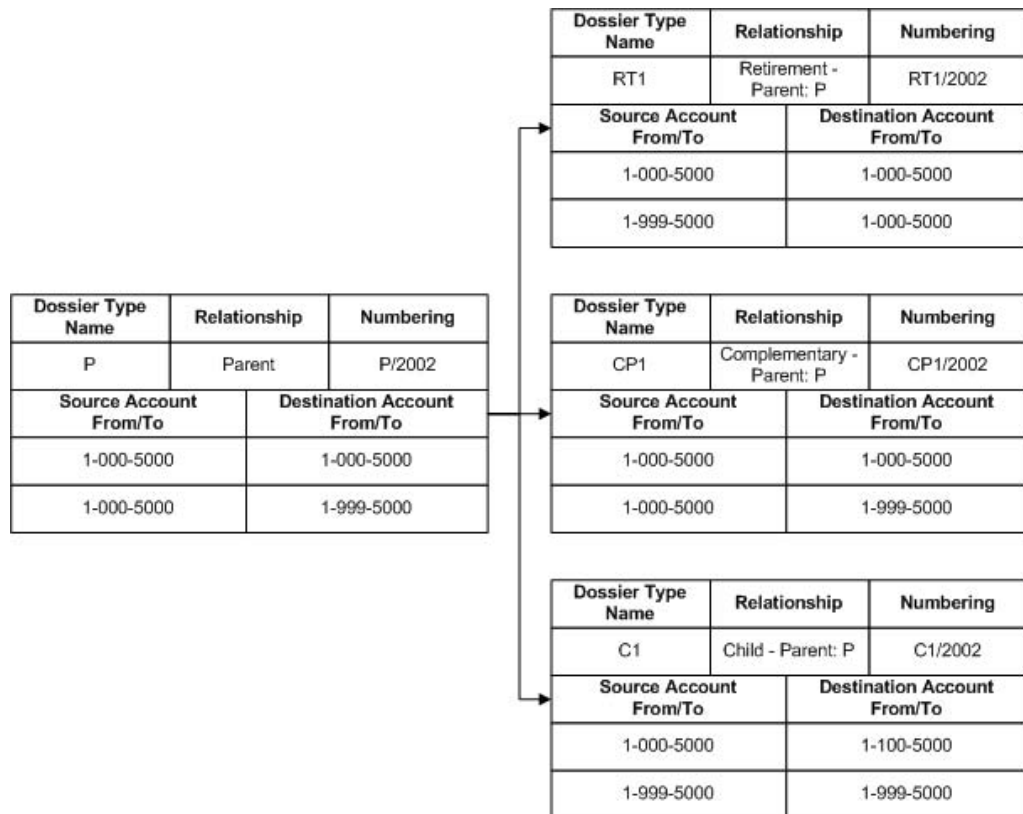 Dossier Type
Name
Relationship
Numbering
RT1
Retirement -
Parent: P
RT1/2002
Source Account
From/To
Destination Account
From/To
1-000-5000
1-000-5000
1-999-5000
1-000-5000
Dossier Type
Name
Relationship
Numbering
P
Parent
P/2002
Source Account
From/To
Destination Account
From/To
1-000-5000
1-000-5000
1-000-5000
1-999-5000
Dossier Type
Name
Relationship
Numbering
CP1
Complementary -
Parent: P
CP1/2002
Source Account
From/To
Destination Account
From/To
1-000-5000
1-000-5000
1-000-5000
1-999-5000
Dossier Type
Name
Relationship
Numbering
C1
Child - Parent: P
C1/2002
Source Account
From/To
Destination Account
From/To
1-000-5000
1-100-5000
1-999-5000
1-999-5000